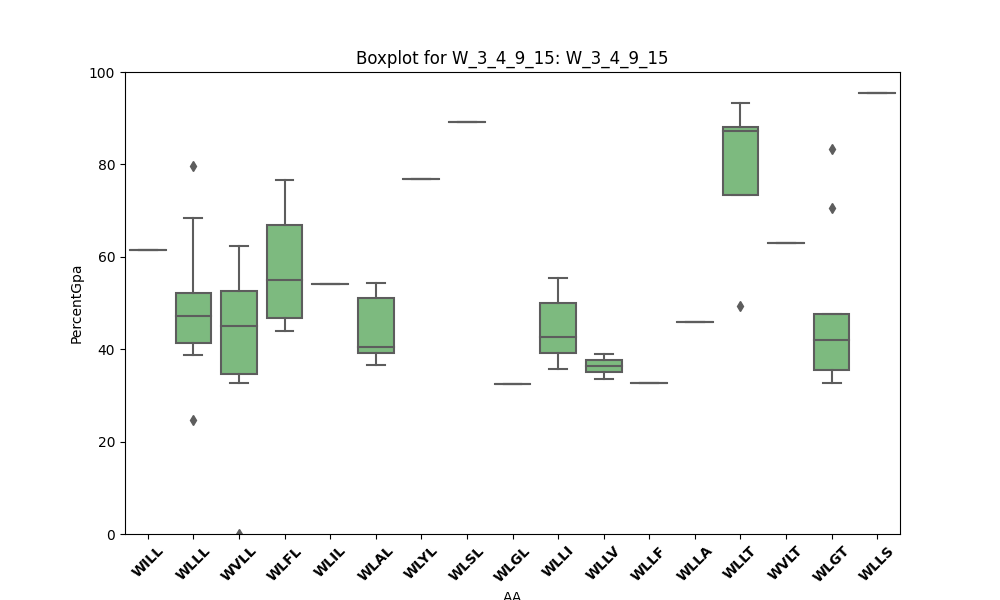 Boxplot for W_3_4_9_15: W_3_4_9_15
100
80
60
40
20
0
PercentGpa
WILL WLLL WVLL WLFL WLIL WLAL WLYL WLSL WLGL WLLI WLLV WLLF WLLA WLLT WVLT WLGT WLLS
AA